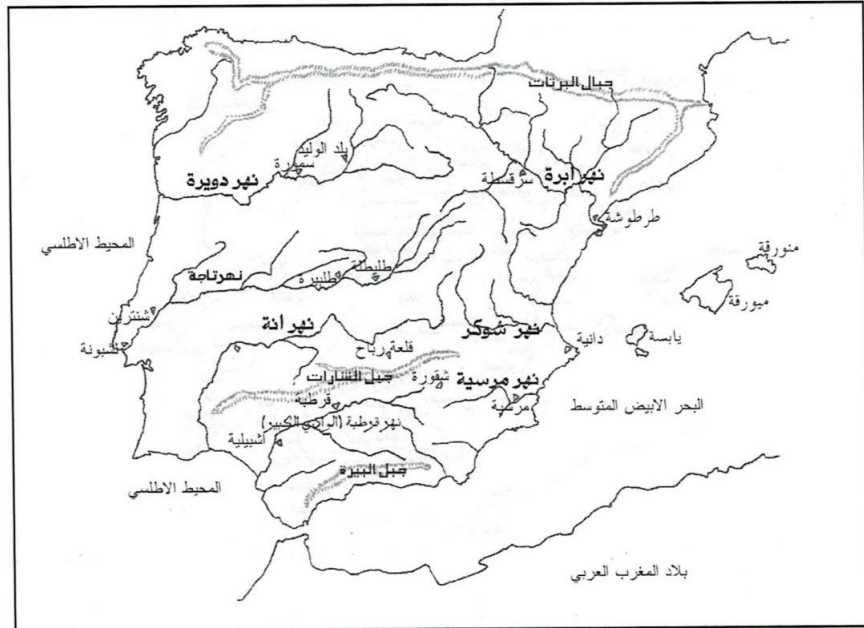 جبال البرتات
بلد الوليد
سمورة
نهر دويرة
سرقسطة
نهر ابرة
طرطوشة
المحيط الاطلسي
منورقة
ميورقة
طليطلة
طلبيرة
نهر تاجة
شنترين
لشبونة
نهر انة
نهر شوكر
دانية
يابسة
قلعة رباح
جبل الشارات
شقورة
نهر مرسية
مرسية
البحر الابيض المتوسط
قرطبة
نهر قرطبة (الوادي الكبير)
اشبيلية
جبل البيرة
المحيط الاطلسي
بلاد المغرب العربي